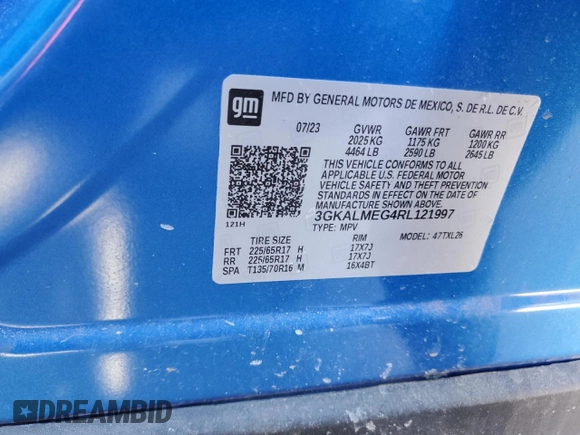 gm
MFD BY GENERAL MOTORS DE MEXICO, S. DE R.L. DE C.V.
07/23 GVWR GAWR FRT GAWR RR
2025 KG 1175 KG 1200 KG
4464 LB 2590 LB 2645 LB
THIS VEHICLE CONFORMS TO ALL
APPLICABLE U.S. FEDERAL MOTOR
VEHICLE SAFETY AND THEFT PREVENTION
STANDARDS IN EFFECT ON THE DATE OF
MANUFACTURE SHOWN ABOVE.
3GKALMEG4RL121997
121H TYPE: MPV MODEL: 47TXL26
TIRE SIZE RIM
FRT 225/65R17 H 17X7J
RR 225/65R17 H 17X7J
SPA T135/70R16 M 16X4BT
DREAMBID